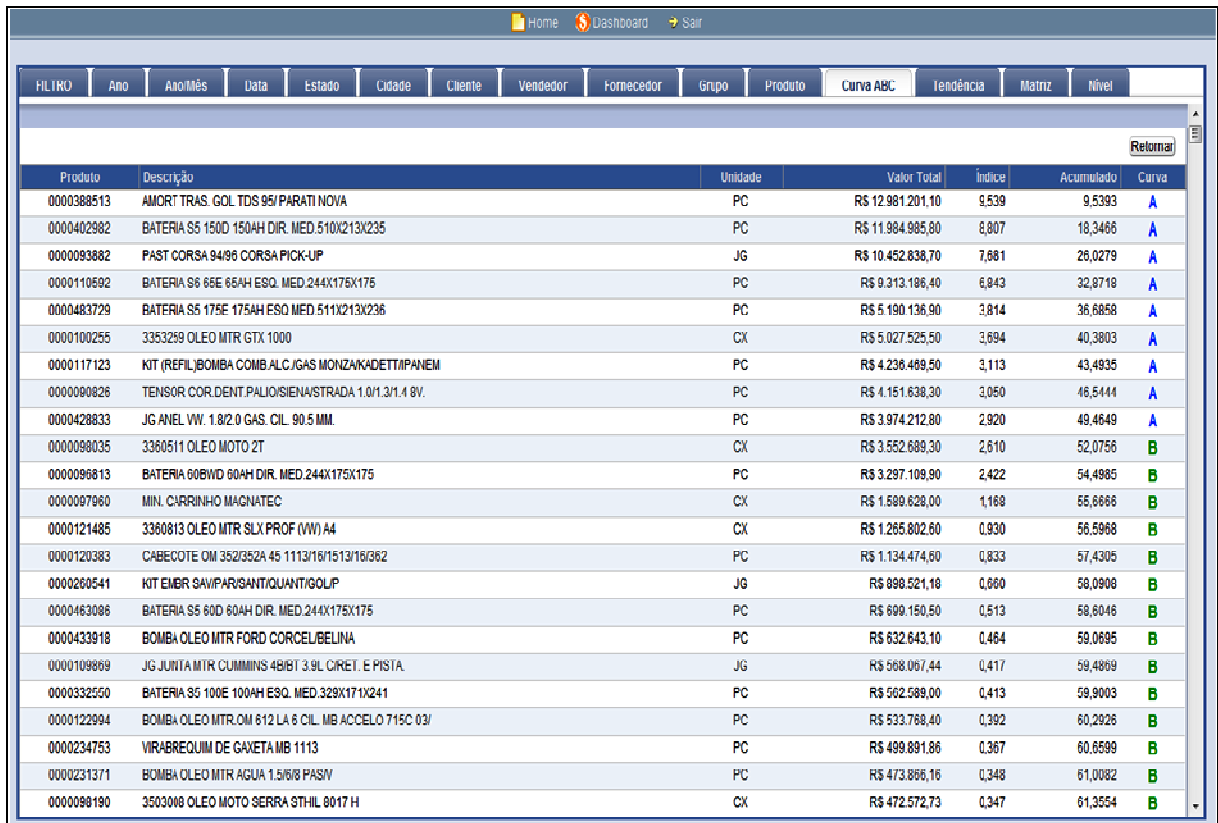 Home Dashboard Sair
FILTRO Ano Ano/Mês Data Estado Cidade Cliente Vendedor Fornecedor Grupo Produto Curva ABC Tendência Matriz Nível
Retornar
Produto Descrição Unidade Valor Total Índice Acumulado Curva
0000388513 AMORT TRAS. GOL TDS 95/ PARATI NOVA PC R$ 12.981.201,10 9,539 9,5393 A
0000402982 BATERIA S5 150D 150AH DIR. MED.510X213X235 PC R$ 11.984.985,80 8,807 18,3466 A
0000093882 PAST CORSA 94/96 CORSA PICK-UP JG R$ 10.452.838,70 7,681 26,0279 A
0000110592 BATERIA S6 65E 65AH ESQ. MED.244X175X175 PC R$ 9.313.186,40 6,843 32,8718 A
0000483729 BATERIA S5 175E 175AH ESQ MED.511X213X236 PC R$ 5.190.136,90 3,814 36,6858 A
0000100255 3353259 OLEO MTR GTX 1000 CX R$ 5.027.525,50 3,694 40,3803 A
0000117123 KIT (REFIL)BOMBA COMB.ALC./GAS MONZA/KADETT/IPANEM PC R$ 4.236.469,50 3,113 43,4935 A
0000090826 TENSOR COR.DENT.PALIO/SIENA/STRADA 1.0/1.3/1.4 8V. PC R$ 4.151.638,30 3,050 46,5444 A
0000428833 JG ANEL VW. 1.8/2.0 GAS. CIL. 90.5 MM. PC R$ 3.974.212,80 2,920 49,4649 A
0000098035 3360511 OLEO MOTO 2T CX R$ 3.552.689,30 2,610 52,0756 B
0000096813 BATERIA 60BWD 60AH DIR. MED.244X175X175 PC R$ 3.297.109,90 2,422 54,4985 B
0000097960 MIN. CARRINHO MAGNATEC CX R$ 1.589.628,00 1,168 55,6666 B
0000121485 3360813 OLEO MTR SLX PROF (VW) A4 CX R$ 1.265.802,60 0,930 56,5968 B
0000120383 CABECOTE OM 352/352A 45 1113/16/1513/16/362 PC R$ 1.134.474,60 0,833 57,4305 B
0000260541 KIT EMBR SAV/PAR/SANT/QUANT/GOL/P JG R$ 898.521,18 0,660 58,0908 B
0000463086 BATERIA S5 60D 60AH DIR. MED.244X175X175 PC R$ 699.150,50 0,513 58,6046 B
0000433918 BOMBA OLEO MTR FORD CORCEL/BELINA PC R$ 632.643,10 0,464 59,0695 B
0000109869 JG JUNTA MTR CUMMINS 4B/BT 3.9L C/RET. E PISTA. JG R$ 568.067,44 0,417 59,4869 B
0000332550 BATERIA S5 100E 100AH ESQ. MED.329X171X241 PC R$ 562.589,00 0,413 59,9003 B
0000122994 BOMBA OLEO MTR.OM 612 LA 6 CIL. MB ACCELO 715C 03/ PC R$ 533.768,40 0,392 60,2926 B
0000234753 VIRABREQUIM DE GAXETA MB 1113 PC R$ 499.891,86 0,367 60,6599 B
0000231371 BOMBA OLEO MTR AGUA 1.5/6/8 PAS/V PC R$ 473.866,16 0,348 61,0082 B
0000098190 3503008 OLEO MOTO SERRA STHIL 8017 H CX R$ 472.572,73 0,347 61,3554 B